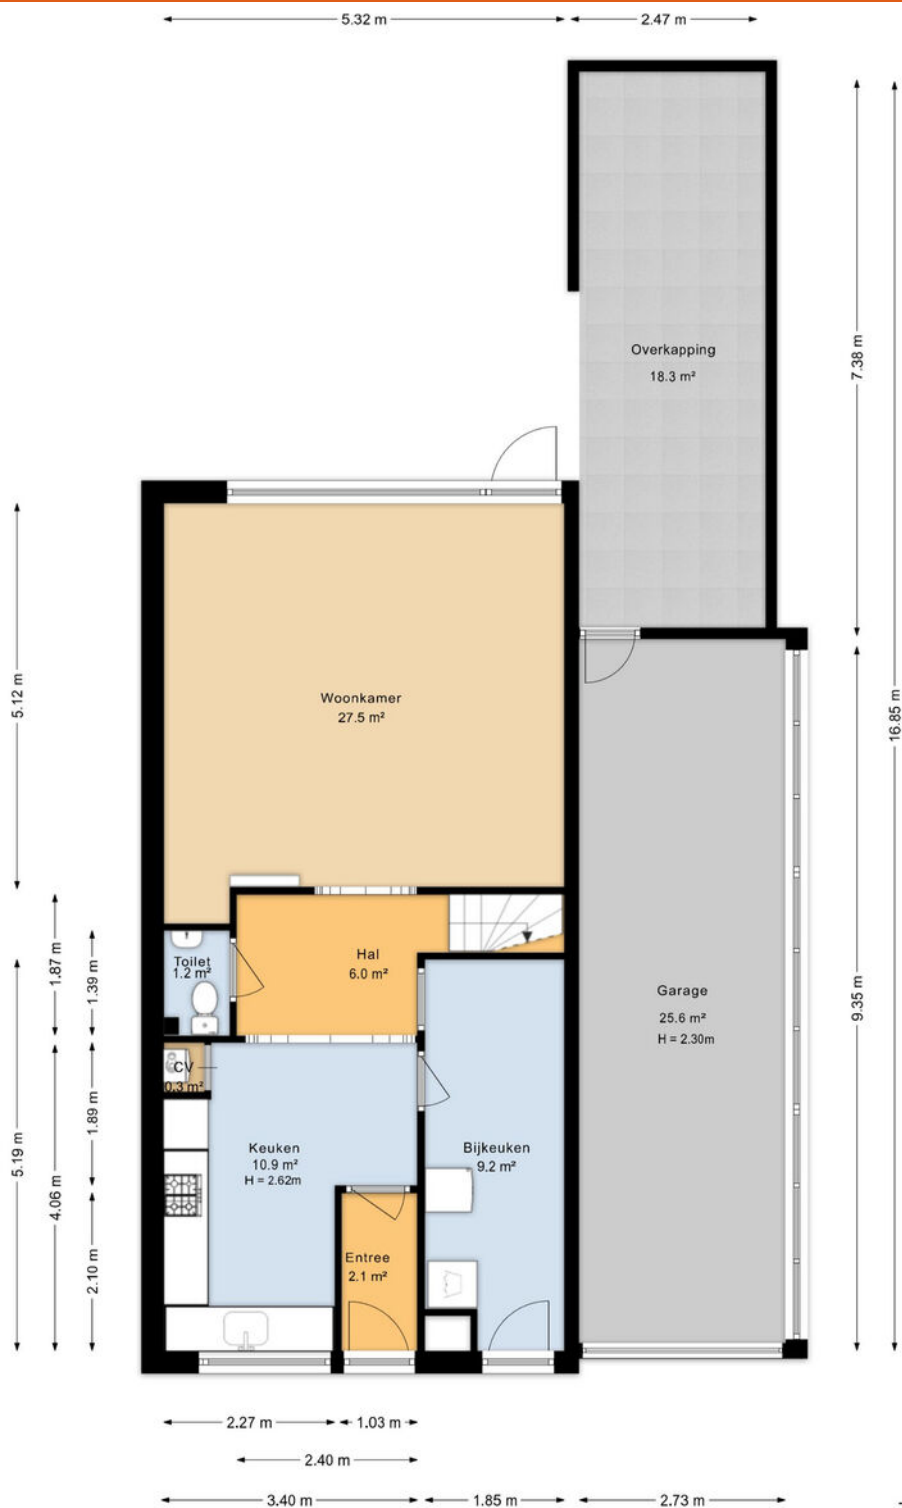 5.32 m
2.47 m
Overkapping
18.3 m²
7.38 m
16.85 m
5.12 m
Woonkamer
27.5 m²
1.87 m
1.39 m
Toilet
1.2 m²
Hal
6.0 m²
Garage
25.6 m²
H = 2.30m
9.35 m
CV
0.3 m²
1.89 m
5.19 m
4.06 m
Keuken
10.9 m²
H = 2.62m
Bijkeuken
9.2 m²
2.10 m
Entree
2.1 m²
2.27 m
1.03 m
2.40 m
3.40 m
1.85 m
2.73 m